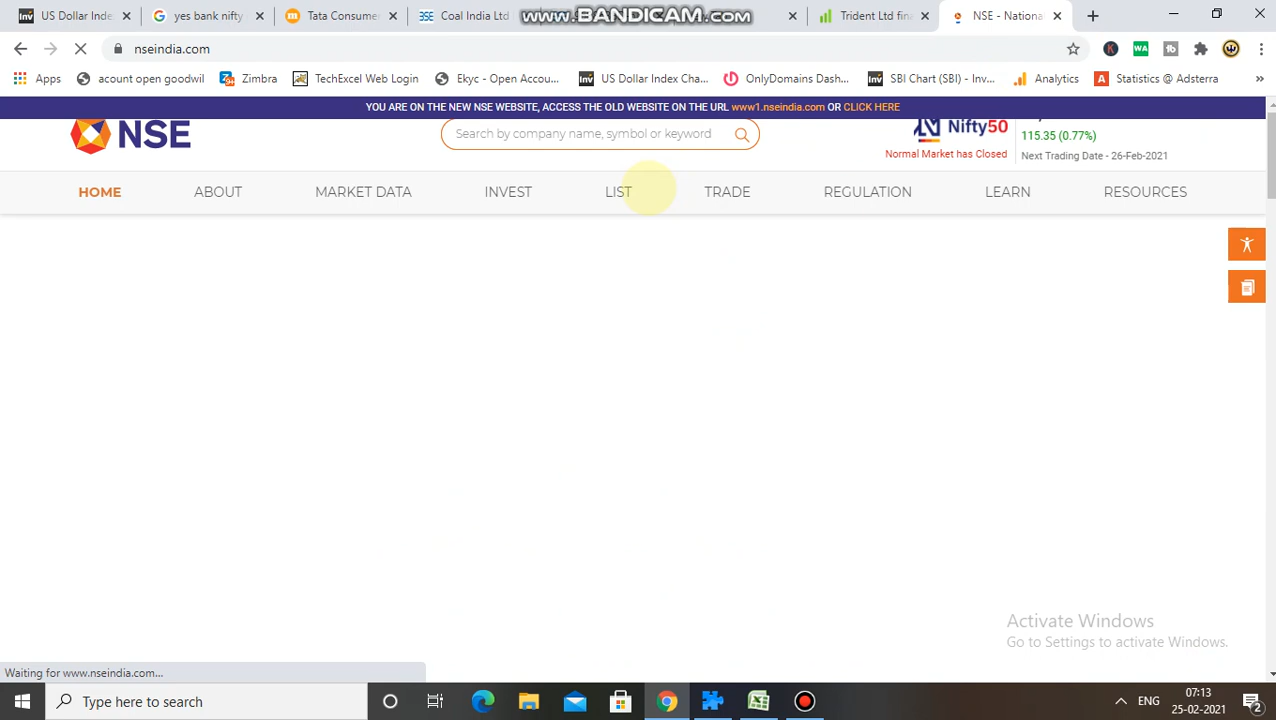 US Dollar Inde
yes bank nifty
Tata Consume
Coal India Ltd
www.BANDICAM.com
Trident Ltd fina
NSE - Nationa
nseindia.com
Apps
acount open goodwil
Zimbra
TechExcel Web Login
Ekyc - Open Accou...
US Dollar Index Cha...
OnlyDomains Dash...
SBI Chart (SBI) - Inv...
Analytics
Statistics @ Adsterra
YOU ARE ON THE NEW NSE WEBSITE, ACCESS THE OLD WEBSITE ON THE URL www1.nseindia.com OR CLICK HERE
NSE
Search by company name, symbol or keyword
Nifty50
115.35 (0.77%)
Normal Market has Closed
Next Trading Date - 26-Feb-2021
HOME
ABOUT
MARKET DATA
INVEST
LIST
TRADE
REGULATION
LEARN
RESOURCES
Activate Windows
Go to Settings to activate Windows.
Waiting for www.nseindia.com...
Type here to search
ENG
07:13
25-02-2021
2